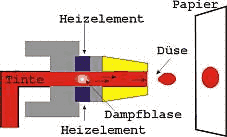 Papier
Heizelement
Düse
Tinte
Dampfblase
Heizelement